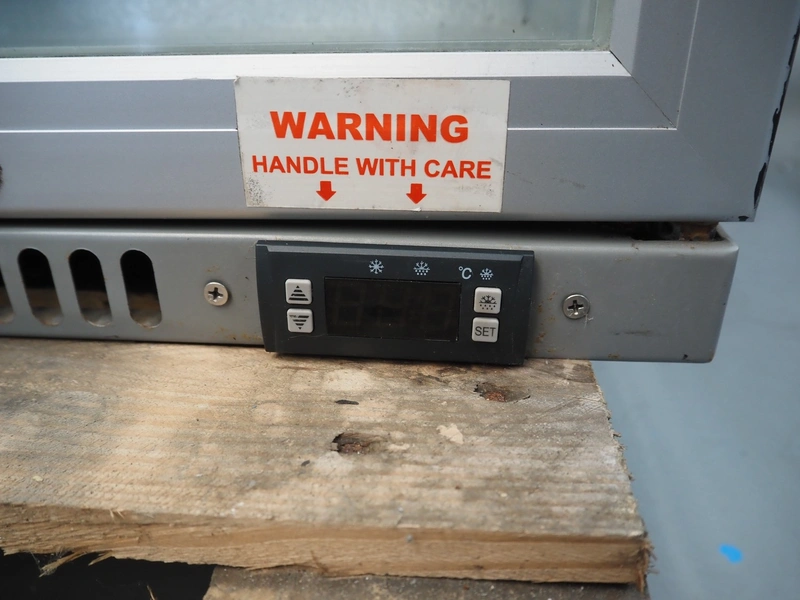 WARNING
HANDLE WITH CARE
°C
SET